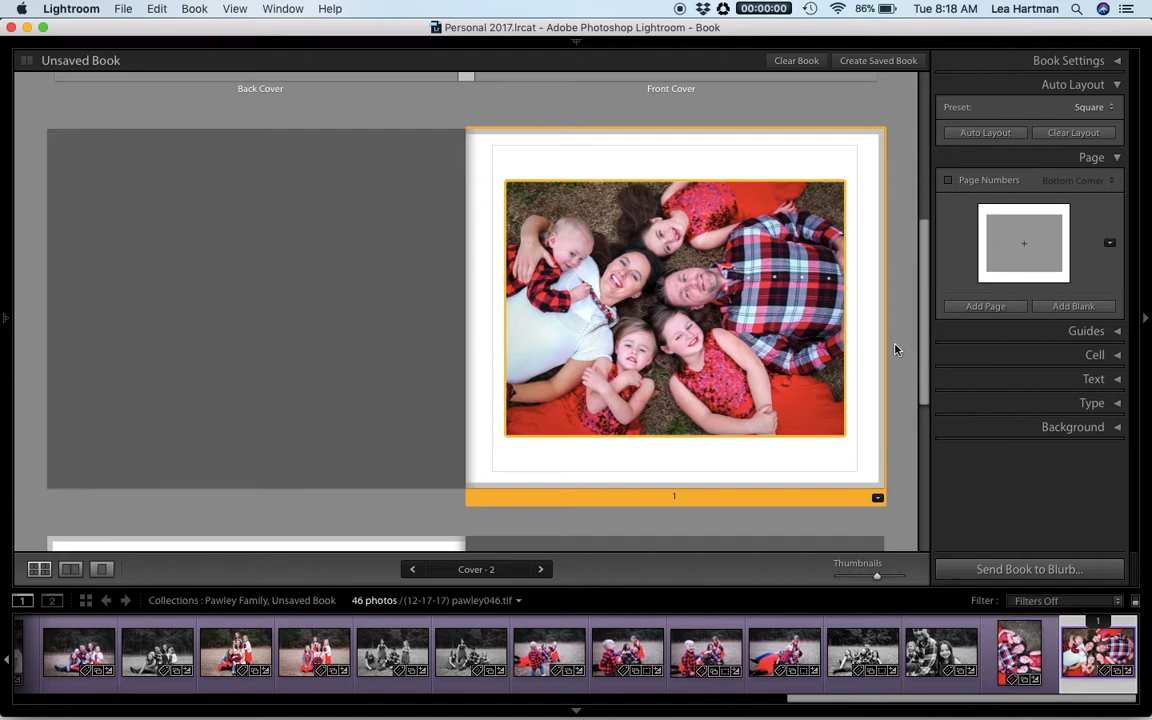 Lightroom File Edit Book View Window Help 00:00:00 86% Tue 8:18 AM Lea Hartman
Personal 2017.lrcat - Adobe Photoshop Lightroom - Book
Unsaved Book Clear Book Create Saved Book Book Settings
Back Cover Front Cover Auto Layout
Preset: Square
Auto Layout Clear Layout
Page
Page Numbers Bottom Corner
Add Page Add Blank
Guides
Cell
Text
Type
Background
1
Cover - 2 Thumbnails Send Book to Blurb...
1 2 Collections : Pawley Family, Unsaved Book 46 photos / (12-17-17) pawley046.tif Filter : Filters Off
1